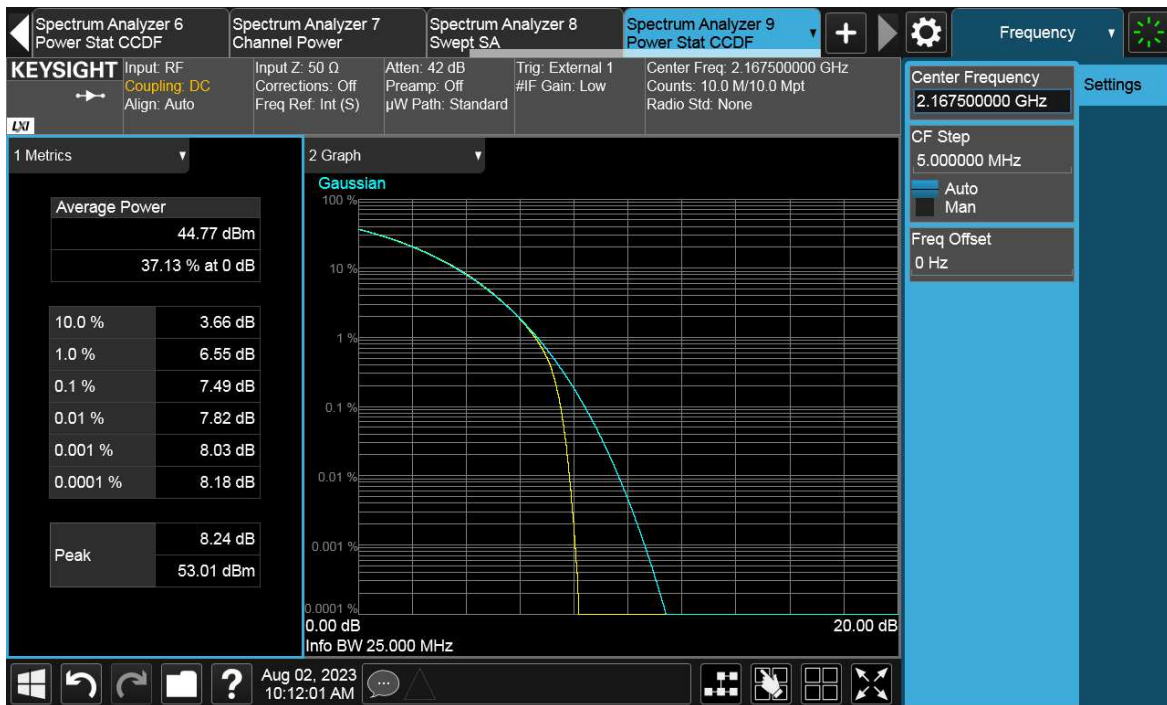 Spectrum Analyzer 6
Power Stat CCDF
Spectrum Analyzer 7
Channel Power
Spectrum Analyzer 8
Swept SA
Spectrum Analyzer 9
Power Stat CCDF
Frequency
KEYSIGHT
LXI
Input: RF
Coupling: DC
Align: Auto
Input Z: 50 Ω
Corrections: Off
Freq Ref: Int (S)
Atten: 42 dB
Preamp: Off
µW Path: Standard
Trig: External 1
#IF Gain: Low
Center Freq: 2.167500000 GHz
Counts: 10.0 M/10.0 Mpt
Radio Std: None
Center Frequency
2.167500000 GHz
Settings
CF Step
5.000000 MHz
Auto
Man
Freq Offset
0 Hz
1 Metrics
Average Power
44.77 dBm
37.13 % at 0 dB
10.0 % 3.66 dB
1.0 % 6.55 dB
0.1 % 7.49 dB
0.01 % 7.82 dB
0.001 % 8.03 dB
0.0001 % 8.18 dB
Peak
8.24 dB
53.01 dBm
2 Graph
Gaussian
100 %
10 %
1 %
0.1 %
0.01 %
0.001 %
0.0001 %
0.00 dB
20.00 dB
Info BW 25.000 MHz
?
Aug 02, 2023
10:12:01 AM